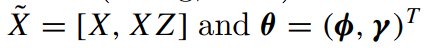 X̃ = [X, XZ] and θ = (ϕ, γ)ᵀ